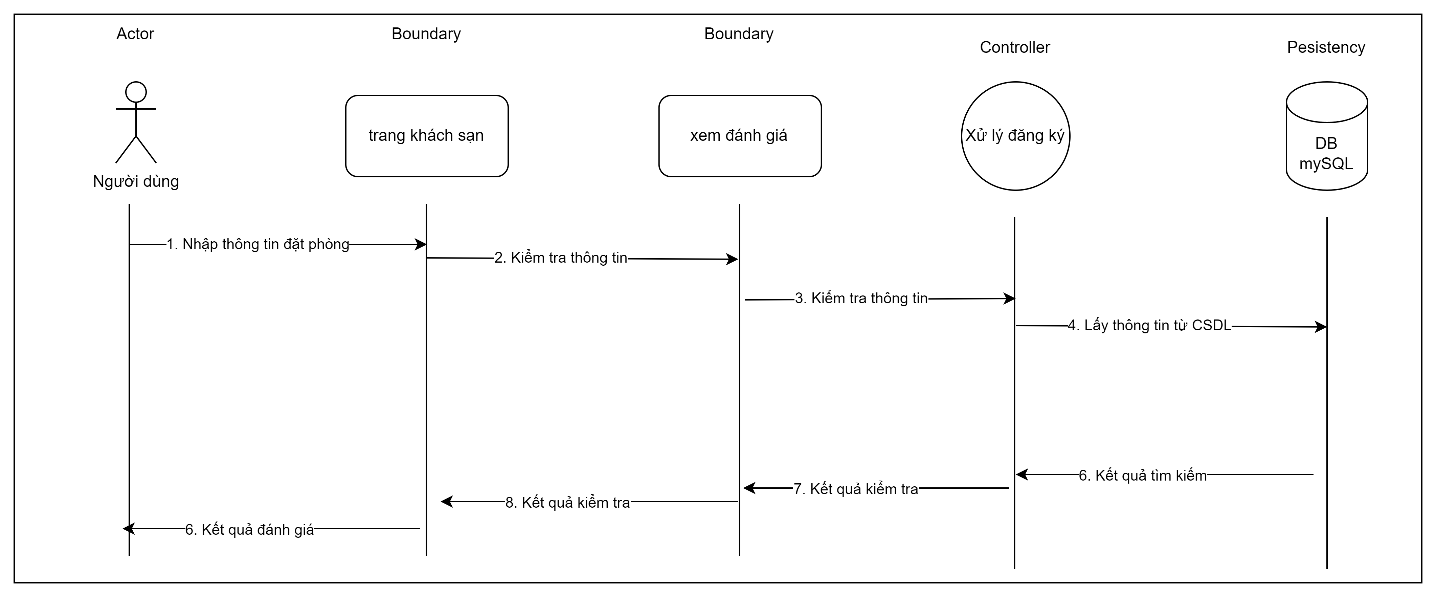 Actor
Boundary
Boundary
Controller
Pesistency
trang khách sạn
xem đánh giá
Xử lý đăng ký
DB
mySQL
Người dùng
1. Nhập thông tin đặt phòng
2. Kiểm tra thông tin
3. Kiểm tra thông tin
4. Lấy thông tin từ CSDL
6. Kết quả tìm kiếm
7. Kết quả kiểm tra
8. Kết quả kiểm tra
6. Kết quả đánh giá